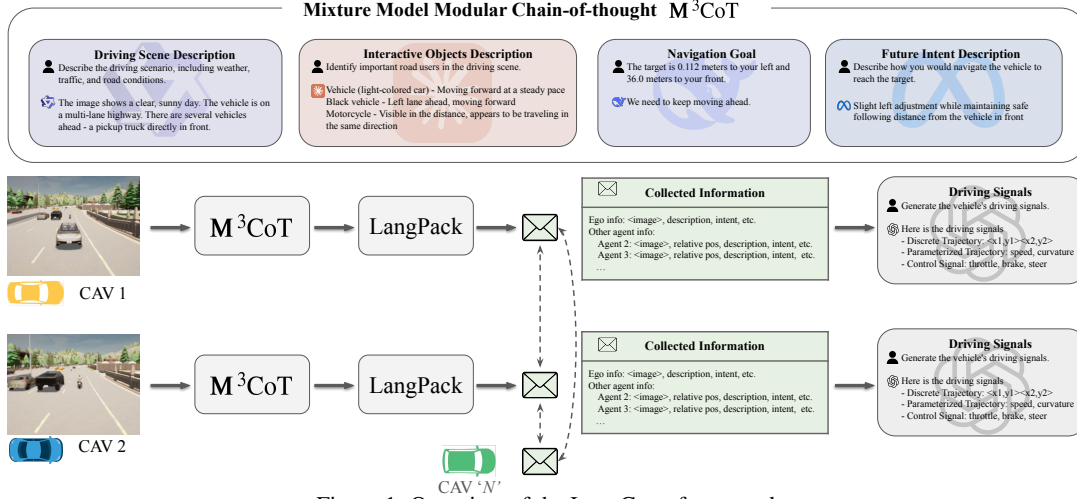 Mixture Model Modular Chain-of-thought M³CoT
Driving Scene Description
Describe the driving scenario, including weather,
traffic, and road conditions.
The image shows a clear, sunny day. The vehicle is on
a multi-lane highway. There are several vehicles
ahead - a pickup truck directly in front.
Interactive Objects Description
Identify important road users in the driving scene.
Vehicle (light-colored car) - Moving forward at a steady pace
Black vehicle - Left lane ahead, moving forward
Motorcycle - Visible in the distance, appears to be traveling in
the same direction
Navigation Goal
The target is 0.112 meters to your left and
36.0 meters to your front.
We need to keep moving ahead.
Future Intent Description
Describe how you would navigate the vehicle to
reach the target.
Slight left adjustment while maintaining safe
following distance from the vehicle in front
CAV 1
M³CoT
LangPack
Collected Information
Ego info: <image>, description, intent, etc.
Other agent info:
Agent 2: <image>, relative pos, description, intent, etc.
Agent 3: <image>, relative pos, description, intent, etc.
...
Driving Signals
Generate the vehicle's driving signals.
Here is the driving signals
- Discrete Trajectory: <x1,y1><x2,y2>
- Parameterized Trajectory: speed, curvature
- Control Signal: throttle, brake, steer
CAV 2
M³CoT
LangPack
Collected Information
Ego info: <image>, description, intent, etc.
Other agent info:
Agent 2: <image>, relative pos, description, intent, etc.
Agent 3: <image>, relative pos, description, intent, etc.
...
Driving Signals
Generate the vehicle's driving signals.
Here is the driving signals
- Discrete Trajectory: <x1,y1><x2,y2>
- Parameterized Trajectory: speed, curvature
- Control Signal: throttle, brake, steer
CAV 'N'